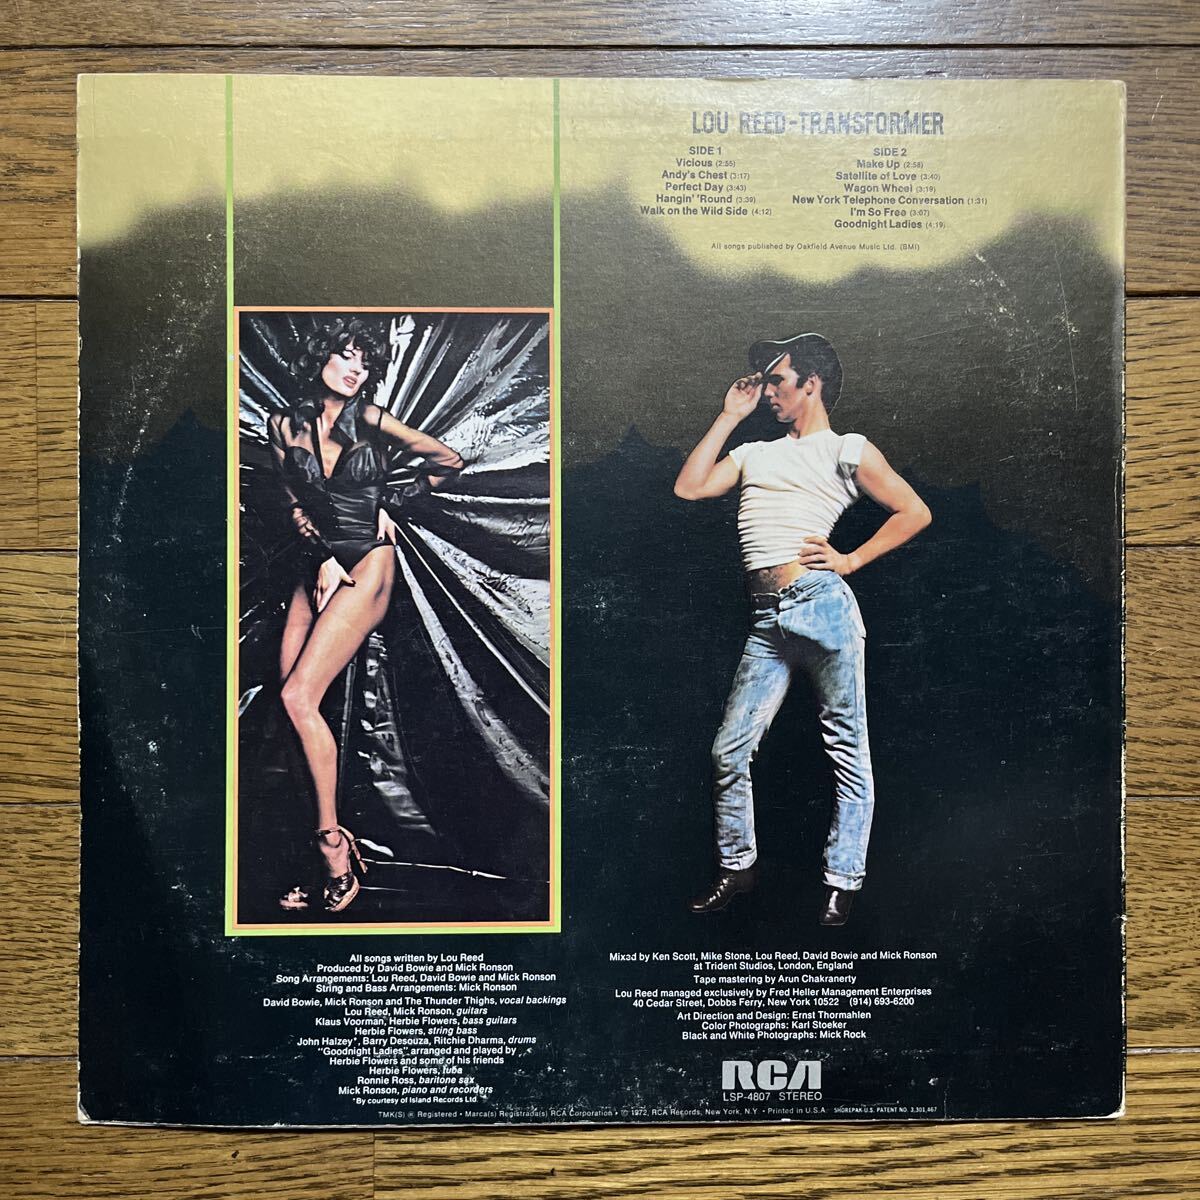 LOU REED-TRANSFORMER
SIDE 1
Vicious (2:55)
Andy's Chest (3:17)
Perfect Day (3:43)
Hangin' 'Round (3:39)
Walk on the Wild Side (4:12)
SIDE 2
Make Up (2:58)
Satellite of Love (3:40)
Wagon Wheel (3:19)
New York Telephone Conversation (1:31)
I'm So Free (3:07)
Goodnight Ladies (4:19)
All songs published by Oakfield Avenue Music Ltd. (BMI)
All songs written by Lou Reed
Produced by David Bowie and Mick Ronson
Song Arrangements: Lou Reed, David Bowie and Mick Ronson
String and Bass Arrangements: Mick Ronson
David Bowie, Mick Ronson and The Thunder Thighs, vocal backings
Lou Reed, Mick Ronson, guitars
Klaus Voorman, Herbie Flowers, bass guitars
Herbie Flowers, string bass
John Halzey*, Barry Desouza, Ritchie Dharma, drums
"Goodnight Ladies" arranged and played by
Herbie Flowers and some of his friends
Herbie Flowers, tuba
Ronnie Ross, baritone sax
Mick Ronson, piano and recorders
*By courtesy of Island Records Ltd.
Mixed by Ken Scott, Mike Stone, Lou Reed, David Bowie and Mick Ronson
at Trident Studios, London, England
Tape mastering by Arun Chakranerty
Lou Reed managed exclusively by Fred Heller Management Enterprises
40 Cedar Street, Dobbs Ferry, New York 10522 (914) 693-6200
Art Direction and Design: Ernst Thormahlen
Color Photographs: Karl Stoeker
Black and White Photographs: Mick Rock
RCA
LSP-4807 STEREO
TMK(S) ® Registered • Marca(s) Registrada(s) RCA Corporation • ℗ 1972, RCA Records, New York, N.Y. • Printed in U.S.A. SHOREPAK U.S. PATENT NO. 3,301,467